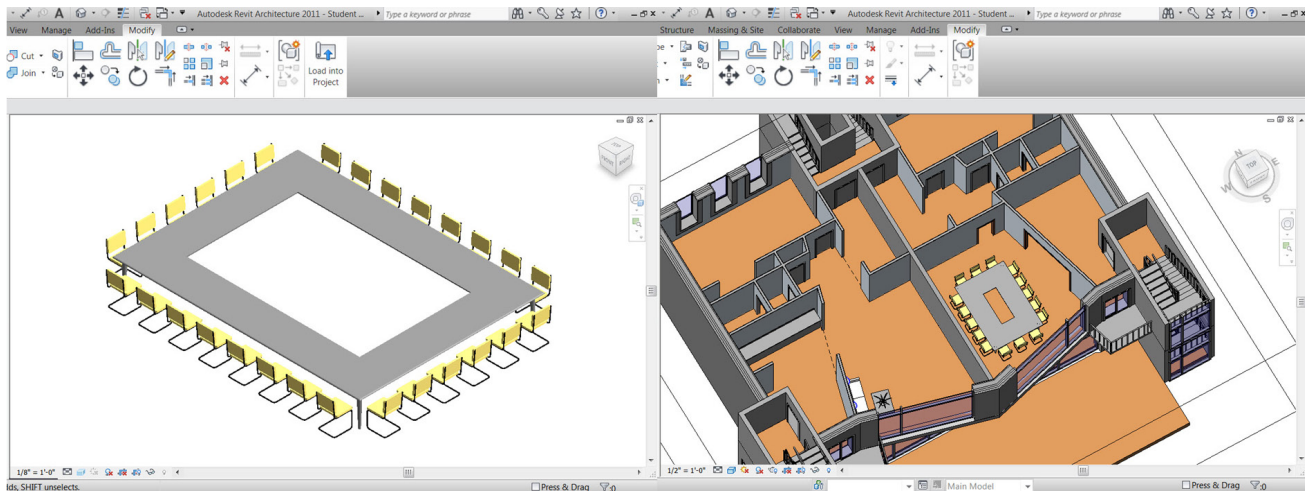 Autodesk Revit Architecture 2011 - Student ...
Type a keyword or phrase
View Manage Add-Ins Modify
Cut
Join
Load into
Project
TOP
FRONT
RIGHT
1/8" = 1'-0"
lds, SHIFT unselects.
Press & Drag
:0
Autodesk Revit Architecture 2011 - Student ...
Type a keyword or phrase
Structure Massing & Site Collaborate View Manage Add-Ins Modify
N
E
S
W
TOP
1/2" = 1'-0"
Main Model
Press & Drag
:0